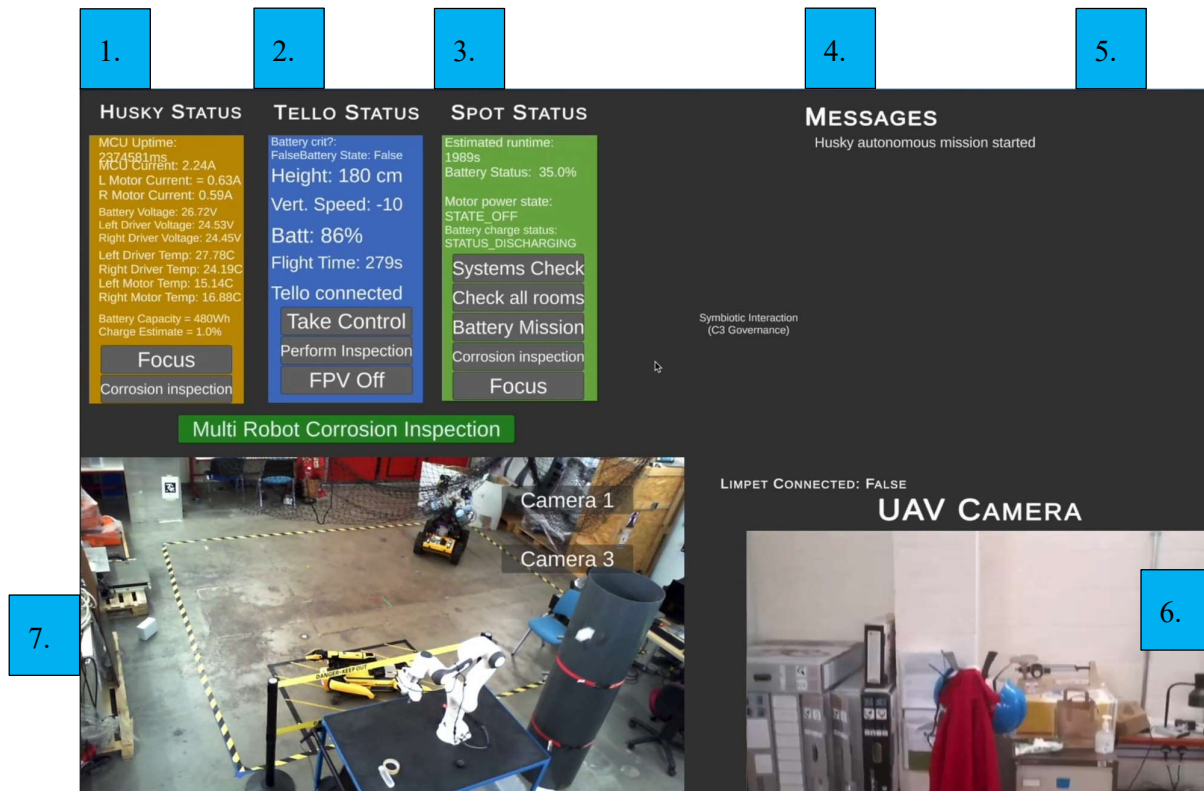 1.
2.
3.
4.
5.
HUSKY STATUS
MCU Uptime:
2374581ms
MCU Current: 2.24A
L Motor Current: = 0.63A
R Motor Current: 0.59A
Battery Voltage: 26.72V
Left Driver Voltage: 24.53V
Right Driver Voltage: 24.45V
Left Driver Temp: 27.78C
Right Driver Temp: 24.19C
Left Motor Temp: 15.14C
Right Motor Temp: 16.88C
Battery Capacity = 480Wh
Charge Estimate = 1.0%
Focus
Corrosion inspection
TELLO STATUS
Battery crit?:
FalseBattery State: False
Height: 180 cm
Vert. Speed: -10
Batt: 86%
Flight Time: 279s
Tello connected
Take Control
Perform Inspection
FPV Off
SPOT STATUS
Estimated runtime:
1989s
Battery Status: 35.0%
Motor power state:
STATE_OFF
Battery charge status:
STATUS_DISCHARGING
Systems Check
Check all rooms
Battery Mission
Corrosion inspection
Focus
MESSAGES
Husky autonomous mission started
Symbiotic Interaction
(C3 Governance)
Multi Robot Corrosion Inspection
Camera 1
Camera 3
DANGER-KEEP OUT
LIMPET CONNECTED: FALSE
UAV CAMERA
6.
7.